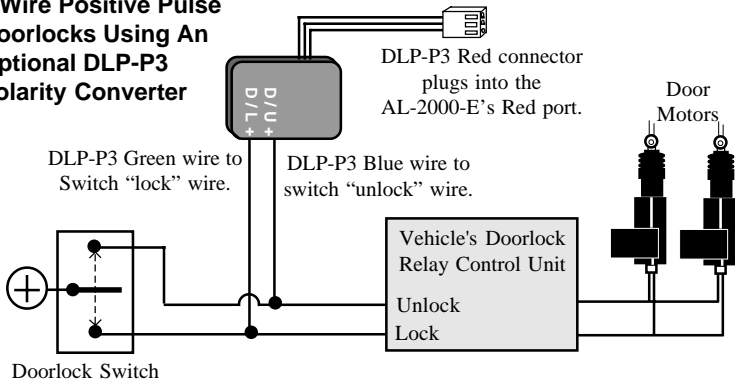 Wire Positive Pulse
oorlocks Using An
ptional DLP-P3
olarity Converter
DLP-P3 Red connector
plugs into the
AL-2000-E's Red port.
Door
Motors
D/L +
D/U +
DLP-P3 Green wire to
Switch “lock” wire.
DLP-P3 Blue wire to
switch “unlock” wire.
Vehicle's Doorlock
Relay Control Unit
Unlock
Lock
Doorlock Switch